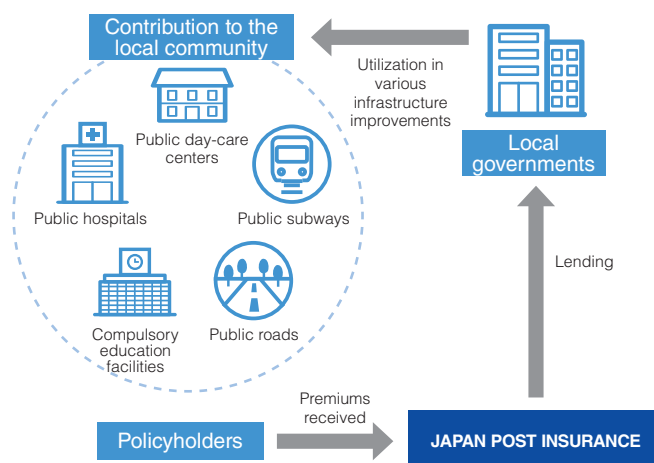 Contribution to the
local community
Utilization in
various
infrastructure
improvements
Local
governments
Public day-care
centers
Public hospitals
Public subways
Compulsory
education
facilities
Public roads
Lending
Premiums
received
Policyholders
JAPAN POST INSURANCE